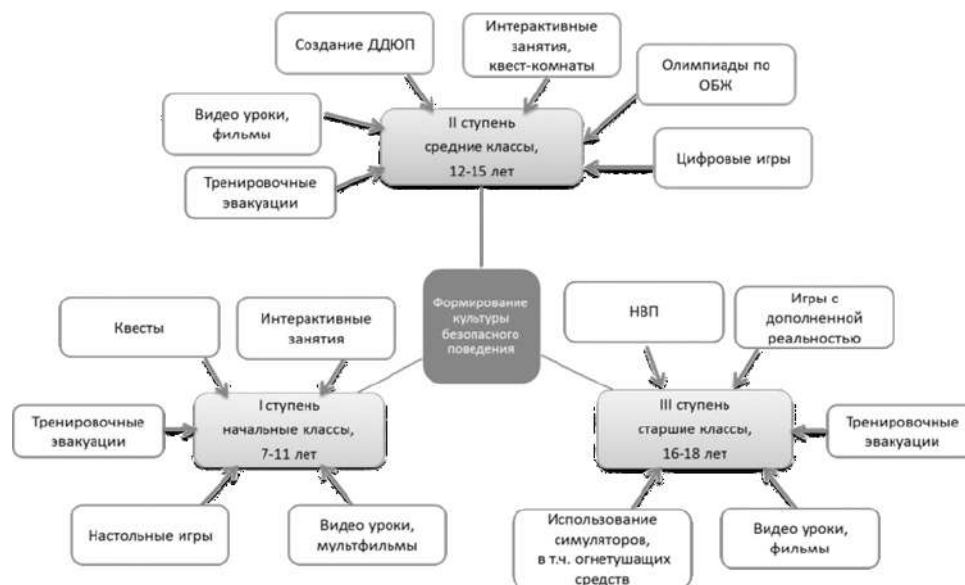 Создание ДДЮП
Интерактивные
занятия,
квест-комнаты
Олимпиады по
ОБЖ
Видео уроки,
фильмы
II ступень
средние классы,
12-15 лет
Цифровые игры
Тренировочные
эвакуации
Формирование
культуры
безопасного
поведения
Квесты
Интерактивные
занятия
НВП
Игры с
дополненной
реальностью
Тренировочные
эвакуации
I ступень
начальные классы,
7-11 лет
III ступень
старшие классы,
16-18 лет
Тренировочные
эвакуации
Настольные игры
Видео уроки,
мультфильмы
Использование
симуляторов,
в т.ч. огнетушащих
средств
Видео уроки,
фильмы